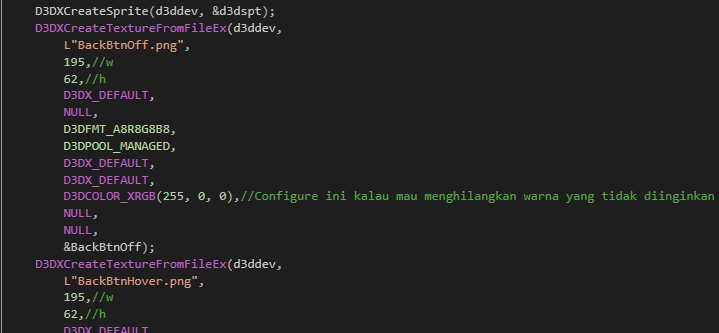 D3DXCreateSprite(d3ddev, &d3dspt);
D3DXCreateTextureFromFileEx(d3ddev,
L"BackBtnOff.png",
195,//w
62,//h
D3DX_DEFAULT,
NULL,
D3DFMT_A8R8G8B8,
D3DPOOL_MANAGED,
D3DX_DEFAULT,
D3DX_DEFAULT,
D3DCOLOR_XRGB(255, 0, 0),//Configure ini kalau mau menghilangkan warna yang tidak diinginkan
NULL,
NULL,
&BackBtnOff);
D3DXCreateTextureFromFileEx(d3ddev,
L"BackBtnHover.png",
195,//w
62,//h
D3DX_DEFAULT